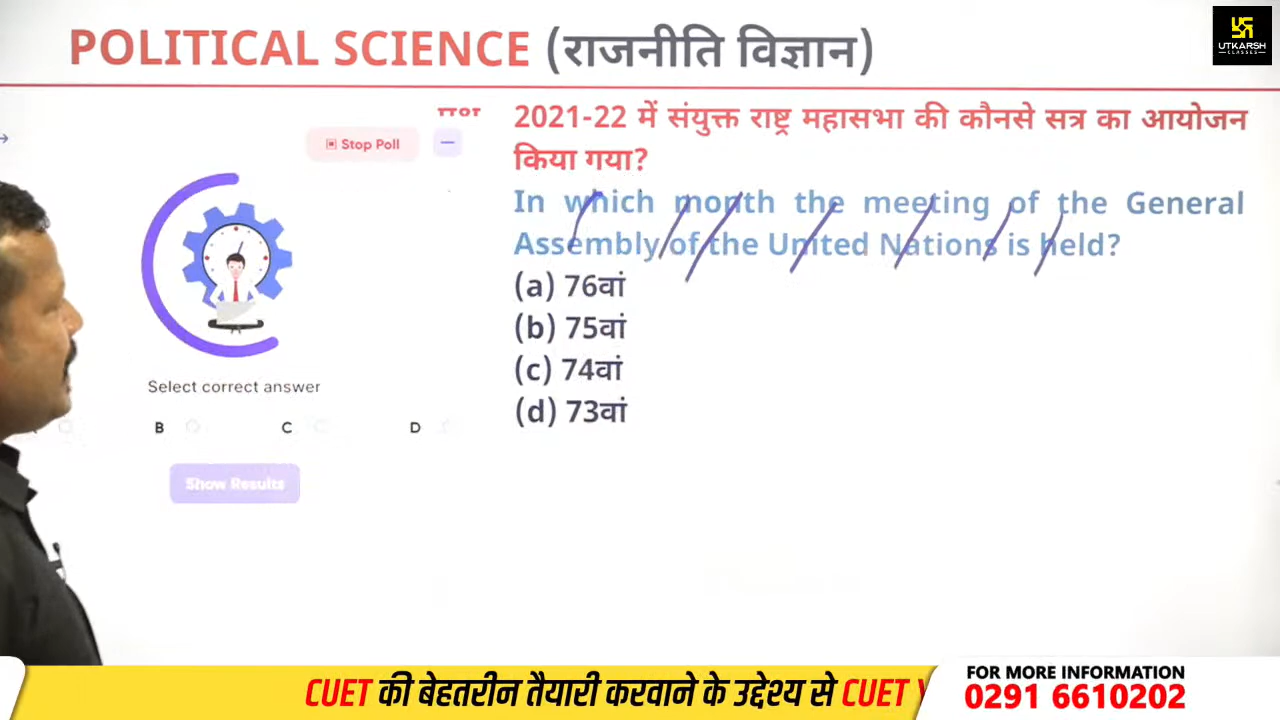 POLITICAL SCIENCE (राजनीति विज्ञान)
UTKARSH
CLASSES
Stop Poll
2021-22 में संयुक्त राष्ट्र महासभा की कौनसे सत्र का आयोजन
किया गया?
In which month the meeting of the General
Assembly of the United Nations is held?
(a) 76वां
(b) 75वां
(c) 74वां
(d) 73वां
Select correct answer
B
C
D
Show Results
CUET की बेहतरीन तैयारी करवाने के उद्देश्य से CUET
FOR MORE INFORMATION
0291 6610202